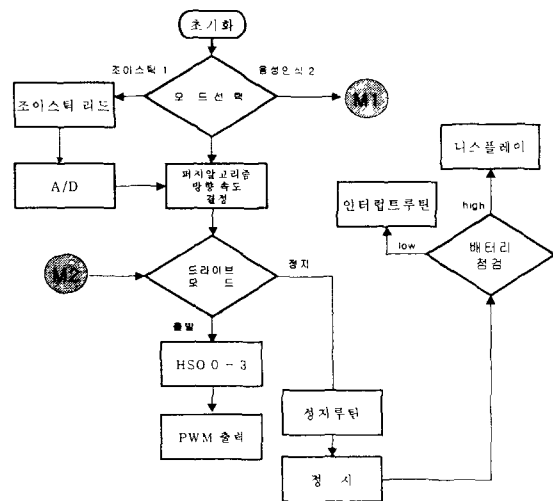 초기화
조이스틱 1
음성인식 2
모드선택
M1
조이스틱 리드
A/D
퍼지알고리즘
방향 속도
결정
디스플레이
인터럽트루틴
high
low
배터리
점검
M2
드라이브
모드
정지
출발
HSO 0 - 3
PWM 출력
정지루틴
정 지